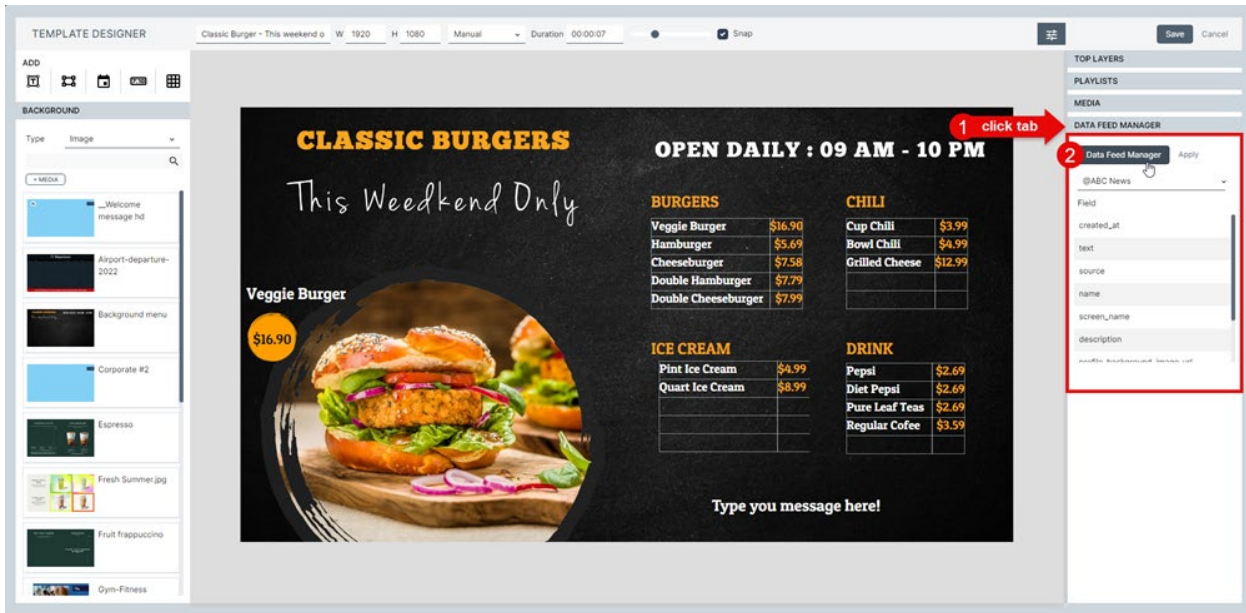 TEMPLATE DESIGNER
Classic Burger - This weekend o W 1920 H 1080 Manual Duration 00:00:07 Snap
Save Cancel
ADD
BACKGROUND
Type Image
+ MEDIA
__Welcome
message hd
Airport-departure-
2022
Background menu
Corporate #2
Espresso
Fresh Summer.jpg
Fruit frappuccino
Gym-Fitness
CLASSIC BURGERS
This Weedkend Only
Veggie Burger
$16.90
OPEN DAILY : 09 AM - 10 PM
BURGERS
Veggie Burger $16.90
Hamburger $5.69
Cheeseburger $7.58
Double Hamburger $7.79
Double Cheeseburger $7.99
CHILI
Cup Chili $3.99
Bowl Chili $4.99
Grilled Cheese $12.99
ICE CREAM
Pint Ice Cream $4.99
Quart Ice Cream $8.99
DRINK
Pepsi $2.69
Diet Pepsi $2.69
Pure Leaf Teas $2.69
Regular Cofee $3.59
Type you message here!
TOP LAYERS
PLAYLISTS
MEDIA
1 click tab
DATA FEED MANAGER
2 Data Feed Manager Apply
@ABC News
Field
created_at
text
source
name
screen_name
description
profile_background_image_url